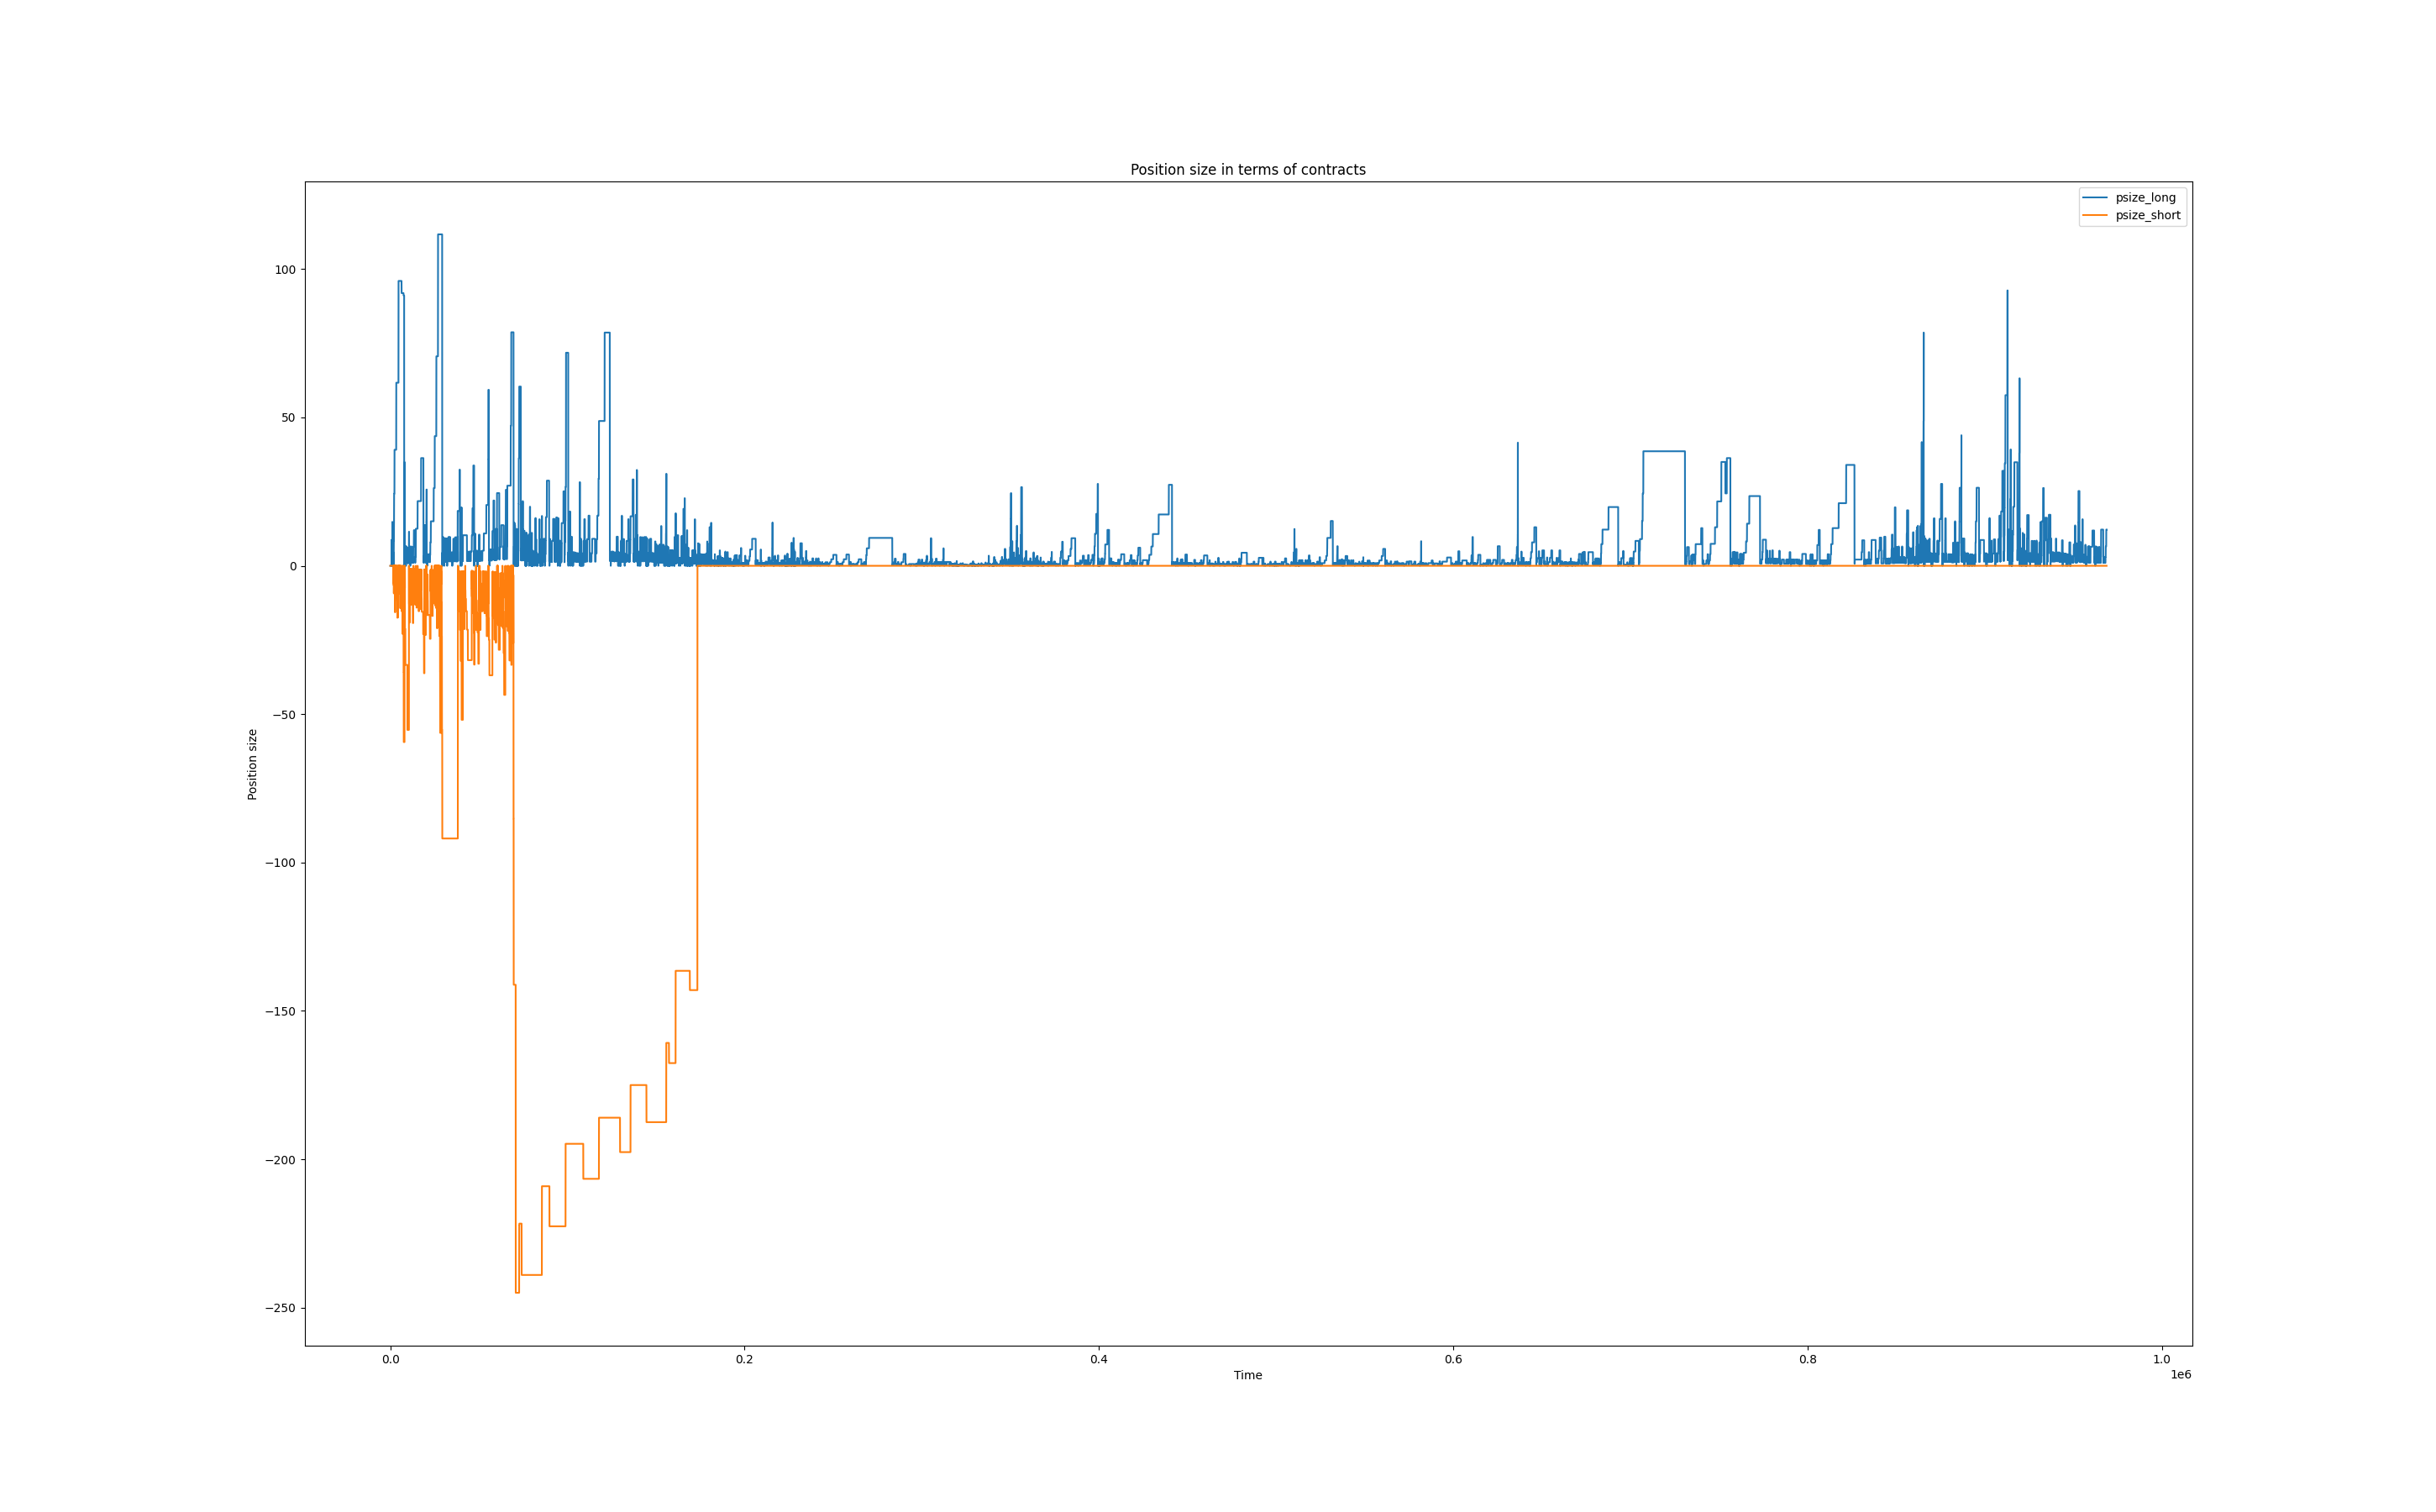 Position size in terms of contracts
psize_long
psize_short
100
50
0
−50
−100
−150
−200
−250
Position size
0.0
0.2
0.4
0.6
0.8
1.0
Time
1e6